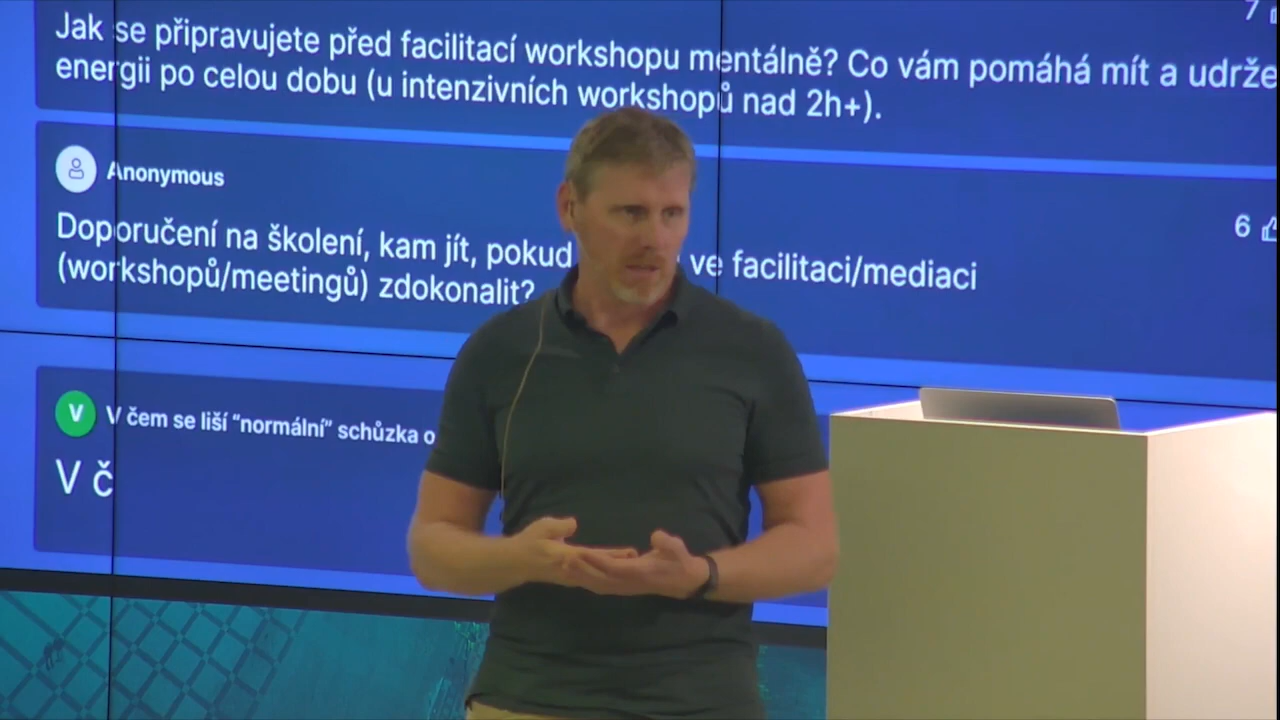 7
Jak se připravujete před facilitací workshopu mentálně? Co vám pomáhá mít a udrže
energii po celou dobu (u intenzivních workshopů nad 2h+).
Anonymous
6
Doporučení na školení, kam jít, pokud ve facilitaci/mediaci
(workshopů/meetingů) zdokonalit?
V
V čem se liší “normální” schůzka o
V č